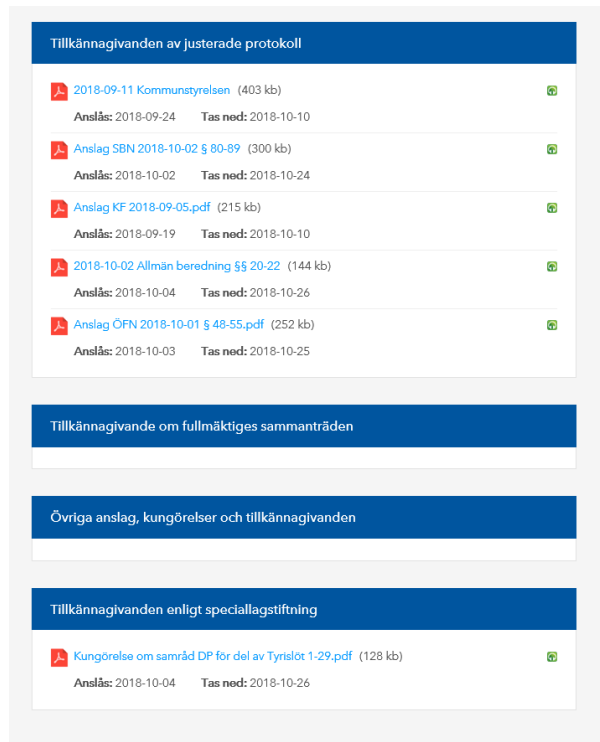 Tillkännagivanden av justerade protokoll
2018-09-11 Kommunstyrelsen (403 kb)
Anslås: 2018-09-24 Tas ned: 2018-10-10
Anslag SBN 2018-10-02 § 80-89 (300 kb)
Anslås: 2018-10-02 Tas ned: 2018-10-24
Anslag KF 2018-09-05.pdf (215 kb)
Anslås: 2018-09-19 Tas ned: 2018-10-10
2018-10-02 Allmän beredning §§ 20-22 (144 kb)
Anslås: 2018-10-04 Tas ned: 2018-10-26
Anslag ÖFN 2018-10-01 § 48-55.pdf (252 kb)
Anslås: 2018-10-03 Tas ned: 2018-10-25
Tillkännagivande om fullmäktiges sammanträden
Övriga anslag, kungörelser och tillkännagivanden
Tillkännagivanden enligt speciallagstiftning
Kungörelse om samråd DP för del av Tyrislöt 1-29.pdf (128 kb)
Anslås: 2018-10-04 Tas ned: 2018-10-26